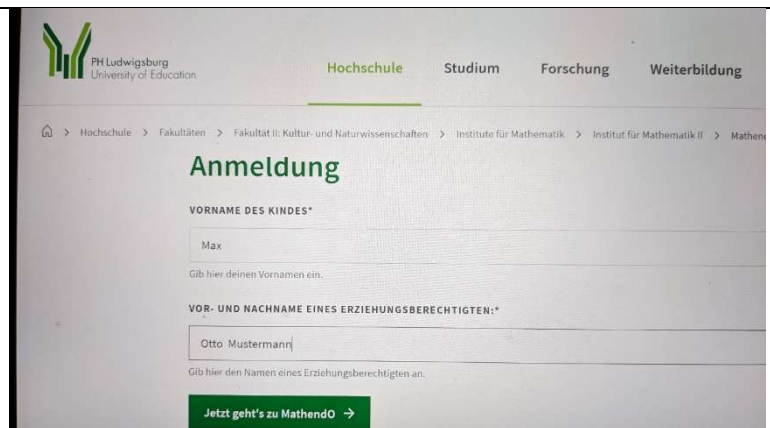 PH Ludwigsburg
University of Education
Hochschule Studium Forschung Weiterbildung
> Hochschule > Fakultäten > Fakultät II: Kultur- und Naturwissenschaften > Institute für Mathematik > Institut für Mathematik II >
Anmeldung
VORNAME DES KINDES*
Max
Gib hier deinen Vornamen ein.
VOR- UND NACHNAME EINES ERZIEHUNGSBERECHTIGTEN:*
Otto Mustermann
Gib hier den Namen eines Erziehungsberechtigten an.
Jetzt geht's zu MathendO →